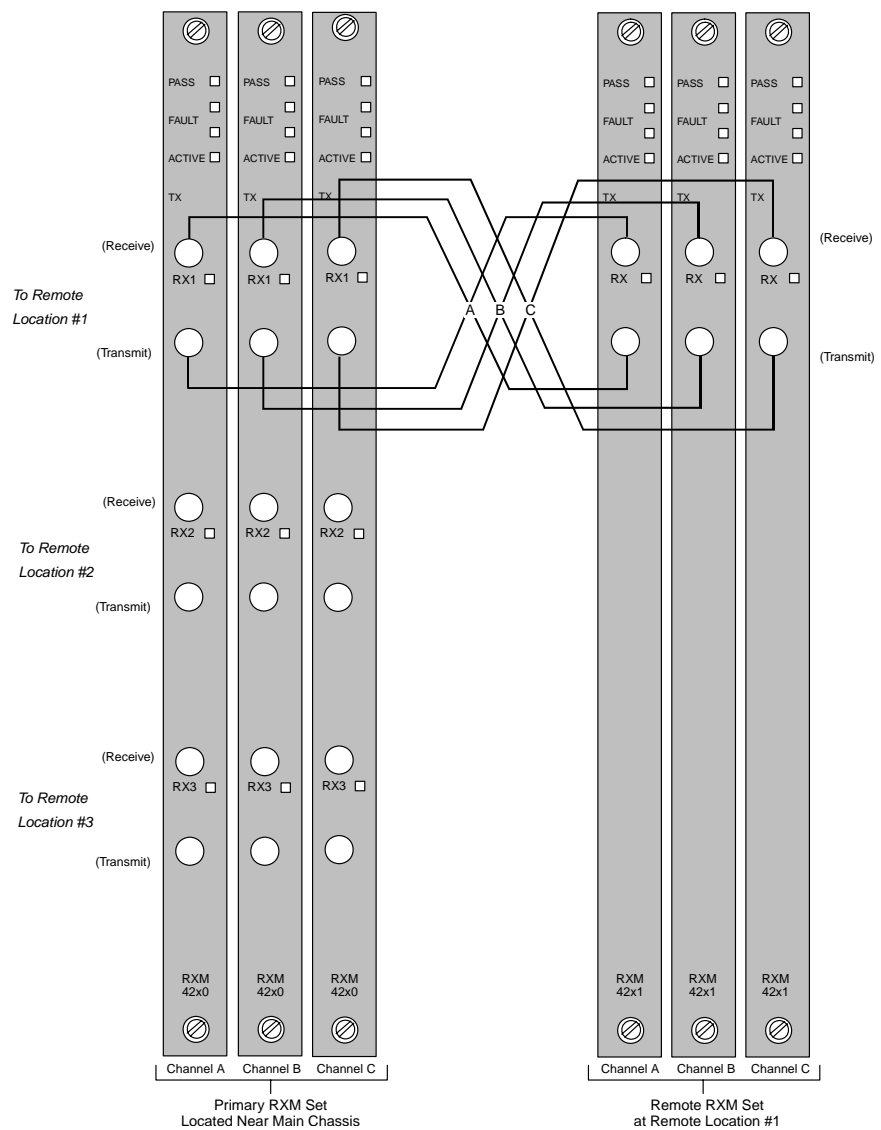 PASS PASS PASS PASS PASS PASS
FAULT FAULT FAULT FAULT FAULT FAULT
ACTIVE ACTIVE ACTIVE ACTIVE ACTIVE ACTIVE
TX TX TX TX TX TX
(Receive) (Receive)
RX1 RX1 RX1 RX RX RX
To Remote
Location #1
A B C
(Transmit) (Transmit)
(Receive)
RX2 RX2 RX2
To Remote
Location #2
(Transmit)
(Receive)
RX3 RX3 RX3
To Remote
Location #3
(Transmit)
RXM RXM RXM RXM RXM RXM
42x0 42x0 42x0 42x1 42x1 42x1
Channel A Channel B Channel C Channel A Channel B Channel C
Primary RXM Set Remote RXM Set
Located Near Main Chassis at Remote Location #1